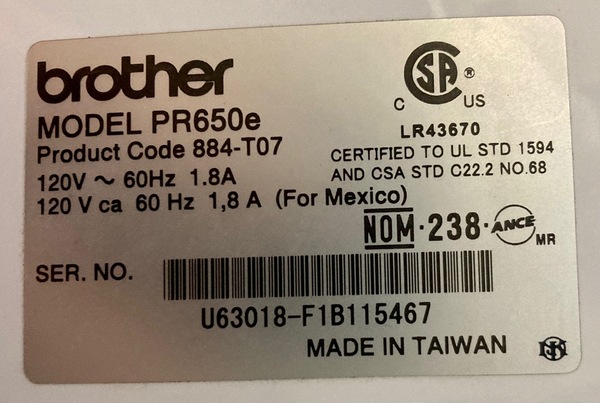 brother
MODEL PR650e
Product Code 884-T07
120V ~ 60Hz 1.8A
120 V ca 60 Hz 1,8 A (For Mexico)
SA ®
C US
LR43670
CERTIFIED TO UL STD 1594
AND CSA STD C22.2 NO.68
NOM·238·ANCE MR
SER. NO.
U63018-F1B115467
MADE IN TAIWAN